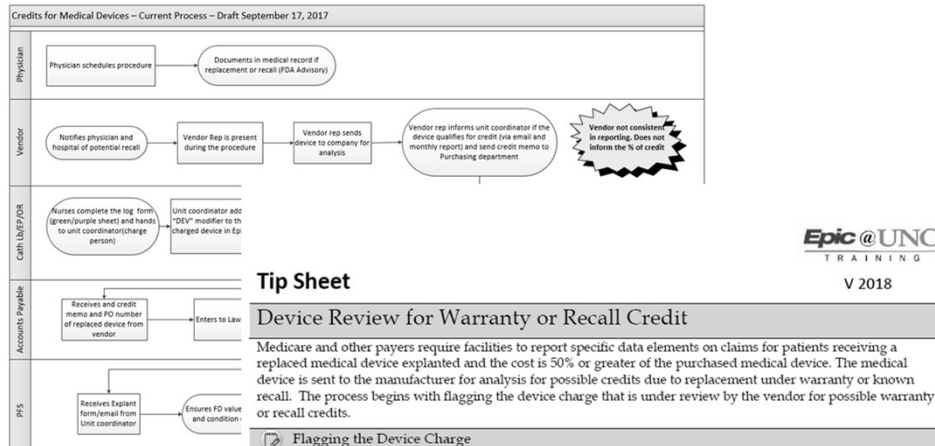 Credits for Medical Devices – Current Process – Draft September 17, 2017
Physician
Physician schedules procedure
Documents in medical record if
replacement or recall (FDA Advisory)
Vendor
Notifies physician and
hospital of potential recall
Vendor Rep is present
during the procedure
Vendor rep sends
device to company for
analysis
Vendor rep informs unit coordinator if the
device qualifies for credit (via email and
monthly report) and send credit memo to
Purchasing department
Vendor not consistent
in reporting. Does not
inform the % of credit
Cath Lb/EP/OR
Nurses complete the log form
(green/purple sheet) and hands
to unit coordinator(charge
person)
Unit coordinator add
"DEV" modifier to th
charged device in Ep
Accounts Payable
Receives and credit
memo and PO number
of replaced device from
vendor
Enters to Law
PFS
Receives Explant
form/email from
Unit coordinator
Ensures FD value
and condition
Epic@UNC
TRAINING
Tip Sheet
V 2018
Device Review for Warranty or Recall Credit
Medicare and other payers require facilities to report specific data elements on claims for patients receiving a
replaced medical device explanted and the cost is 50% or greater of the purchased medical device. The medical
device is sent to the manufacturer for analysis for possible credits due to replacement under warranty or known
recall. The process begins with flagging the device charge that is under review by the vendor for possible warranty
or recall credits.
Flagging the Device Charge